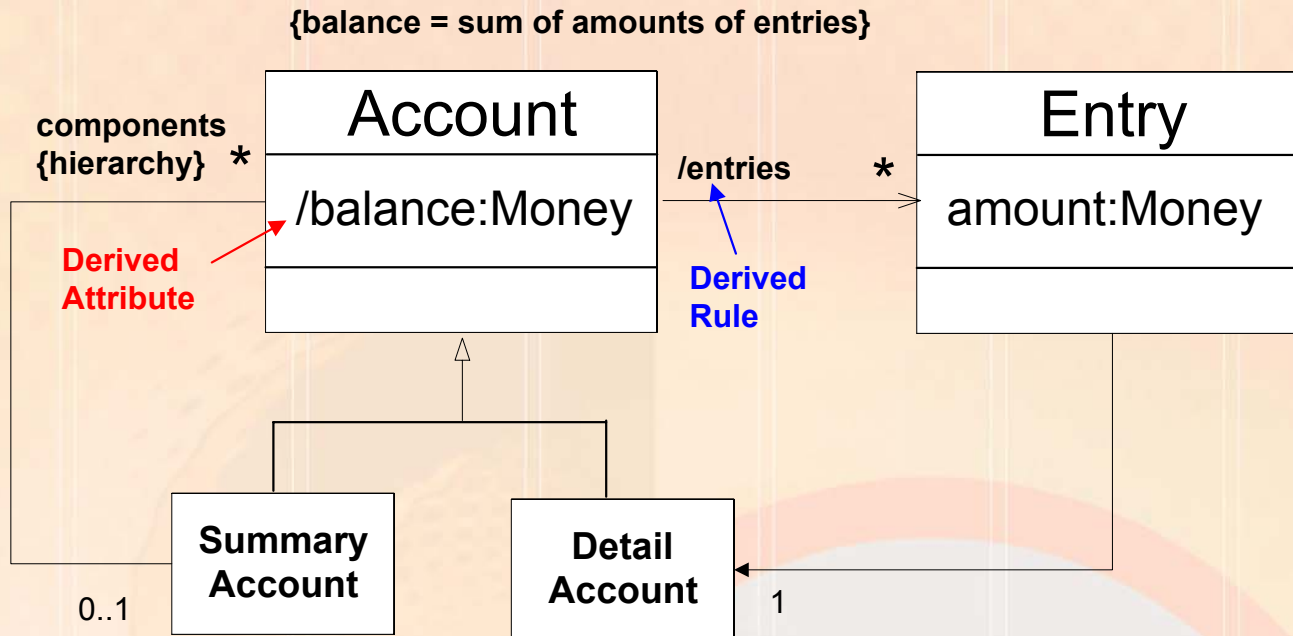 {balance = sum of amounts of entries}
Account
Entry
components
{hierarchy} *
/entries *
/balance:Money
amount:Money
Derived
Attribute
Derived
Rule
Summary
Account
Detail
Account
0..1
1